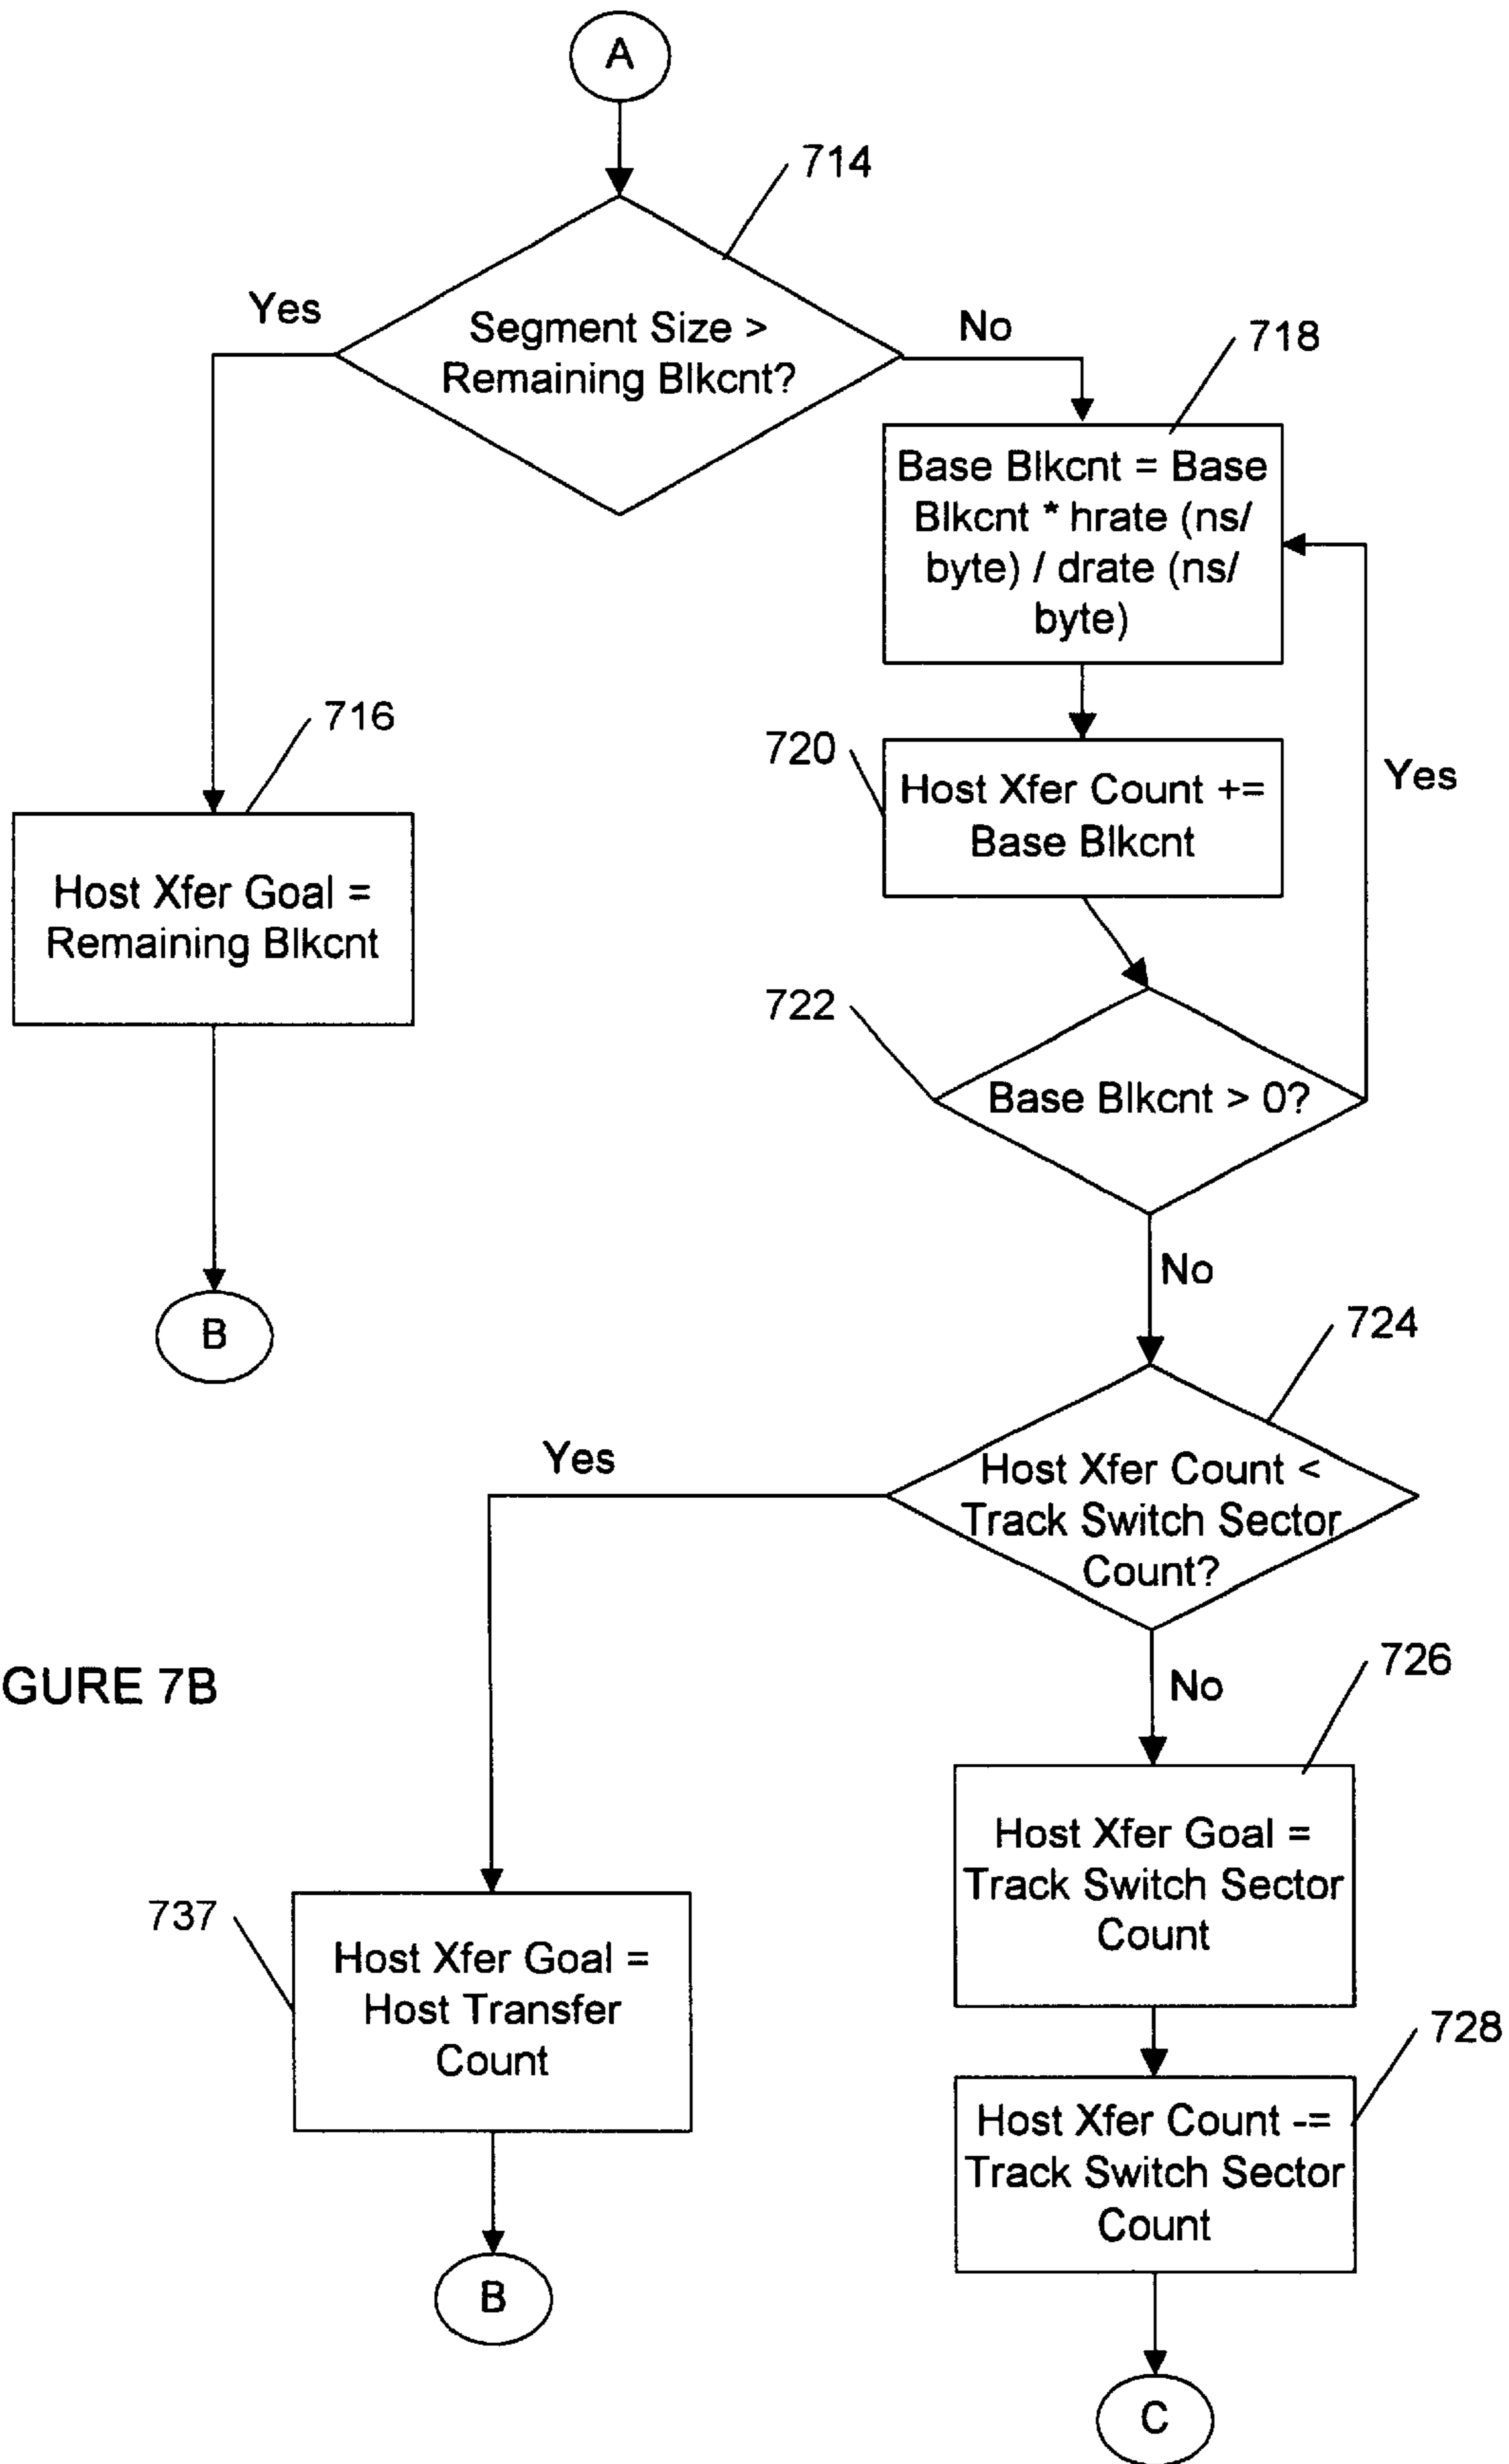 A
714
Yes
Segment Size >
Remaining Blkcnt?
No
718
Base Blkcnt = Base
Blkcnt * hrate (ns/
byte) / drate (ns/
byte)
716
720
Host Xfer Count +=
Base Blkcnt
Yes
Host Xfer Goal =
Remaining Blkcnt
722
Base Blkcnt > 0?
No
B
724
Yes
Host Xfer Count <
Track Switch Sector
Count?
GURE 7B
No
726
Host Xfer Goal =
Track Switch Sector
Count
737
Host Xfer Goal =
Host Transfer
Count
728
Host Xfer Count -=
Track Switch Sector
Count
B
C